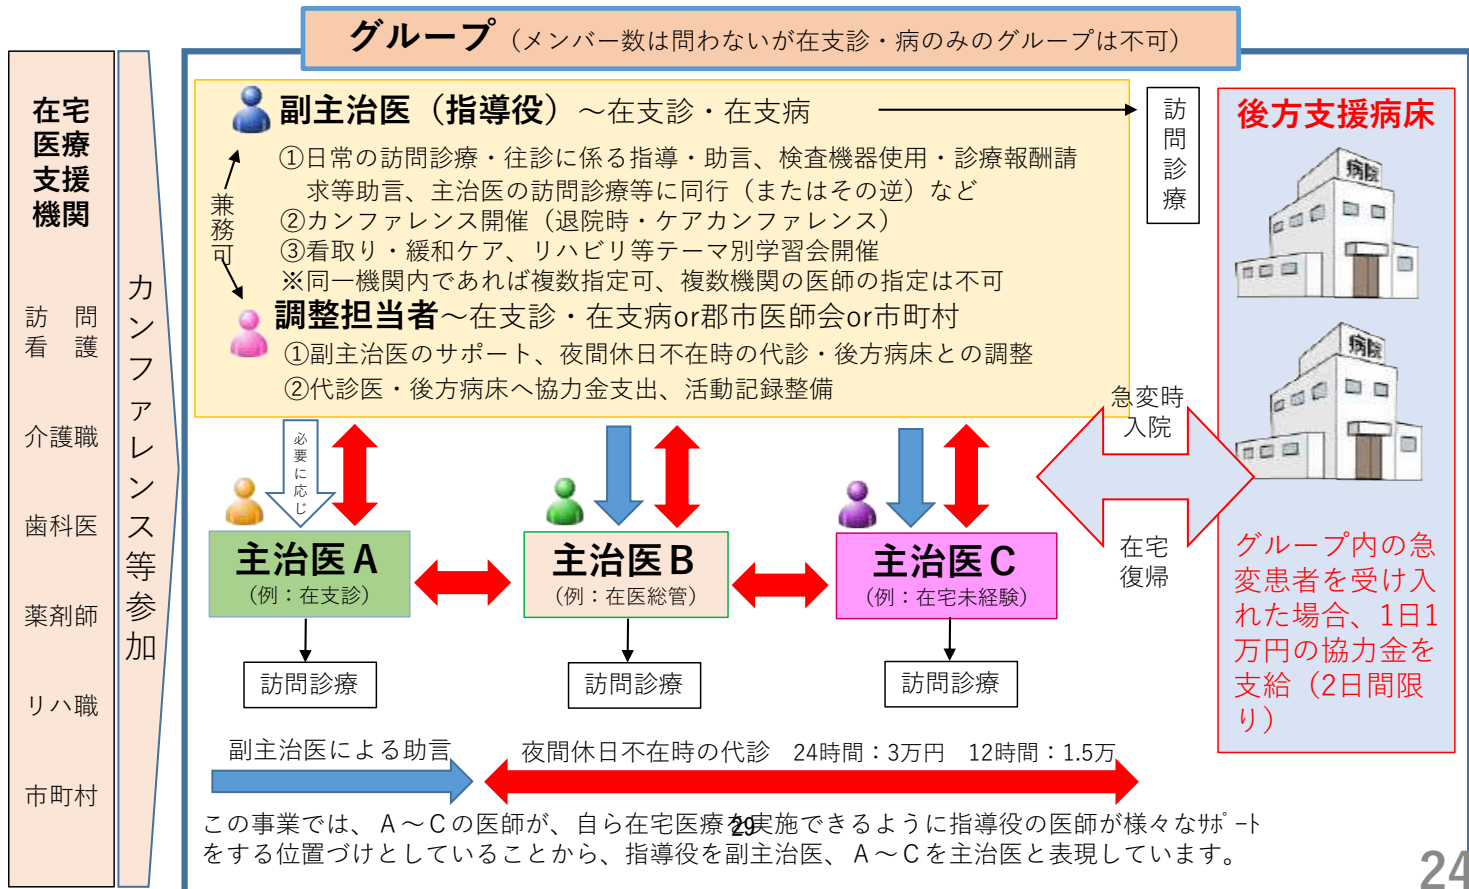 グループ（メンバー数は問わないが在支診・病のみのグループは不可）
在宅
医療
支援
機関
訪　問
看　護
介護職
歯科医
薬剤師
リハ職
市町村
カンファレンス等参加
副主治医（指導役）～在支診・在支病
①日常の訪問診療・往診に係る指導・助言、検査機器使用・診療報酬請
求等助言、主治医の訪問診療等に同行（またはその逆）など
②カンファレンス開催（退院時・ケアカンファレンス）
③看取り・緩和ケア、リハビリ等テーマ別学習会開催
※同一機関内であれば複数指定可、複数機関の医師の指定は不可
兼務可
調整担当者～在支診・在支病or郡市医師会or市町村
①副主治医のサポート、夜間休日不在時の代診・後方病床との調整
②代診医・後方病床へ協力金支出、活動記録整備
訪問診療
後方支援病床
病院
病院
急変時
入院
在宅
復帰
グループ内の急
変患者を受け入
れた場合、1日1
万円の協力金を
支給（2日間限
り）
必要に応じ
主治医Ａ
（例：在支診）
主治医Ｂ
（例：在医総管）
主治医Ｃ
（例：在宅未経験）
訪問診療
訪問診療
訪問診療
副主治医による助言
夜間休日不在時の代診　24時間：3万円　12時間：1.5万
この事業では、Ａ～Ｃの医師が、自ら在宅医療を実施できるように指導役の医師が様々なｻﾎﾟｰﾄ
をする位置づけとしていることから、指導役を副主治医、Ａ～Ｃを主治医と表現しています。
29
24